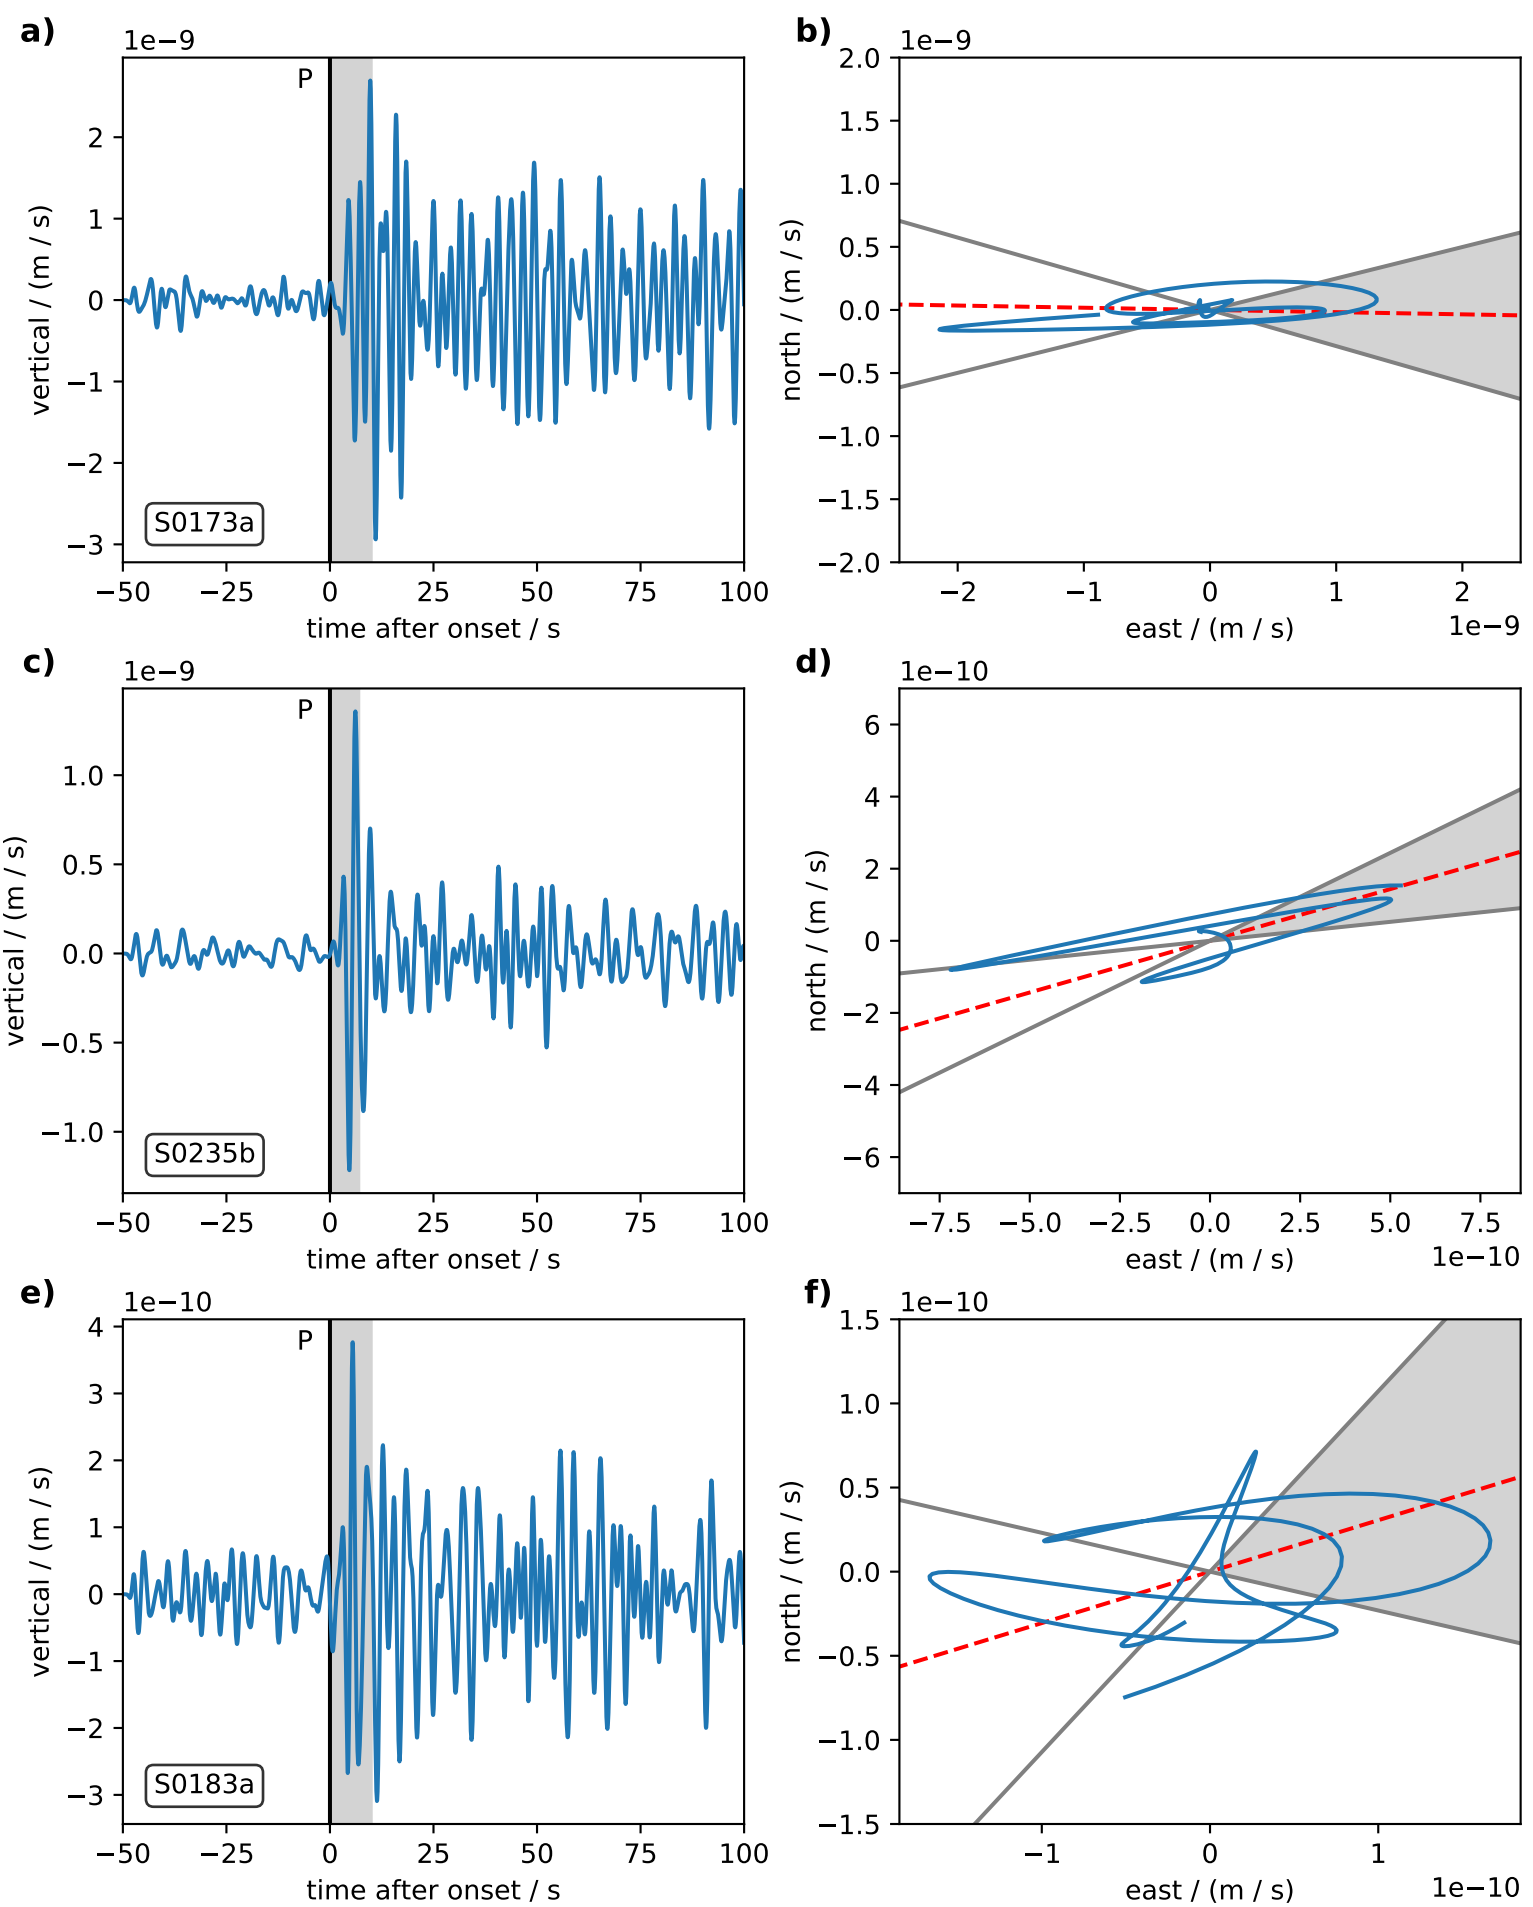 a)
1e−9
P
2
1
0
−1
−2
−3
vertical / (m / s)
S0173a
−50 −25 0 25 50 75 100
time after onset / s
b)
1e−9
2.0
1.5
1.0
0.5
0.0
−0.5
−1.0
−1.5
−2.0
north / (m / s)
−2 −1 0 1 2
east / (m / s)
1e−9
c)
1e−9
P
1.0
0.5
0.0
−0.5
−1.0
vertical / (m / s)
S0235b
−50 −25 0 25 50 75 100
time after onset / s
d)
1e−10
6
4
2
0
−2
−4
−6
north / (m / s)
−7.5 −5.0 −2.5 0.0 2.5 5.0 7.5
east / (m / s)
1e−10
e)
1e−10
P
4
3
2
1
0
−1
−2
−3
vertical / (m / s)
S0183a
−50 −25 0 25 50 75 100
time after onset / s
f)
1e−10
1.5
1.0
0.5
0.0
−0.5
−1.0
−1.5
north / (m / s)
−1 0 1
east / (m / s)
1e−10